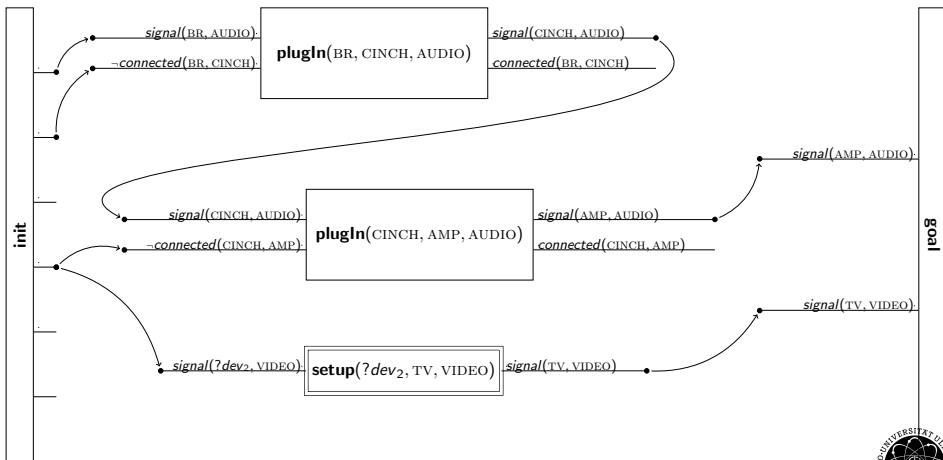 signal(BR, AUDIO)
¬connected(BR, CINCH)
plugIn(BR, CINCH, AUDIO)
signal(CINCH, AUDIO)
connected(BR, CINCH)
signal(AMP, AUDIO)
init
signal(CINCH, AUDIO)
¬connected(CINCH, AMP)
plugIn(CINCH, AMP, AUDIO)
signal(AMP, AUDIO)
connected(CINCH, AMP)
goal
signal(TV, VIDEO)
signal(?dev₂, VIDEO)
setup(?dev₂, TV, VIDEO)
signal(TV, VIDEO)